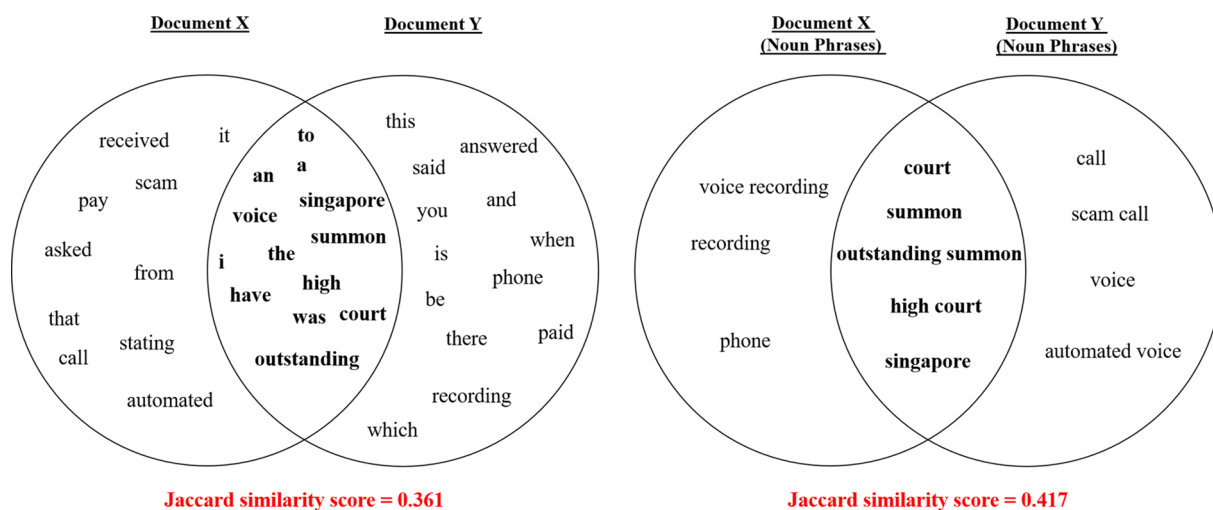 Document X
Document Y
received
it
scam
pay
asked
from
that
stating
call
automated
to
a
an
singapore
voice
summon
the
i
high
have
was
court
outstanding
this
answered
said
and
you
when
is
phone
be
there
paid
recording
which
Jaccard similarity score = 0.361
Document X
(Noun Phrases)
Document Y
(Noun Phrases)
voice recording
recording
phone
court
summon
outstanding summon
high court
singapore
call
scam call
voice
automated voice
Jaccard similarity score = 0.417